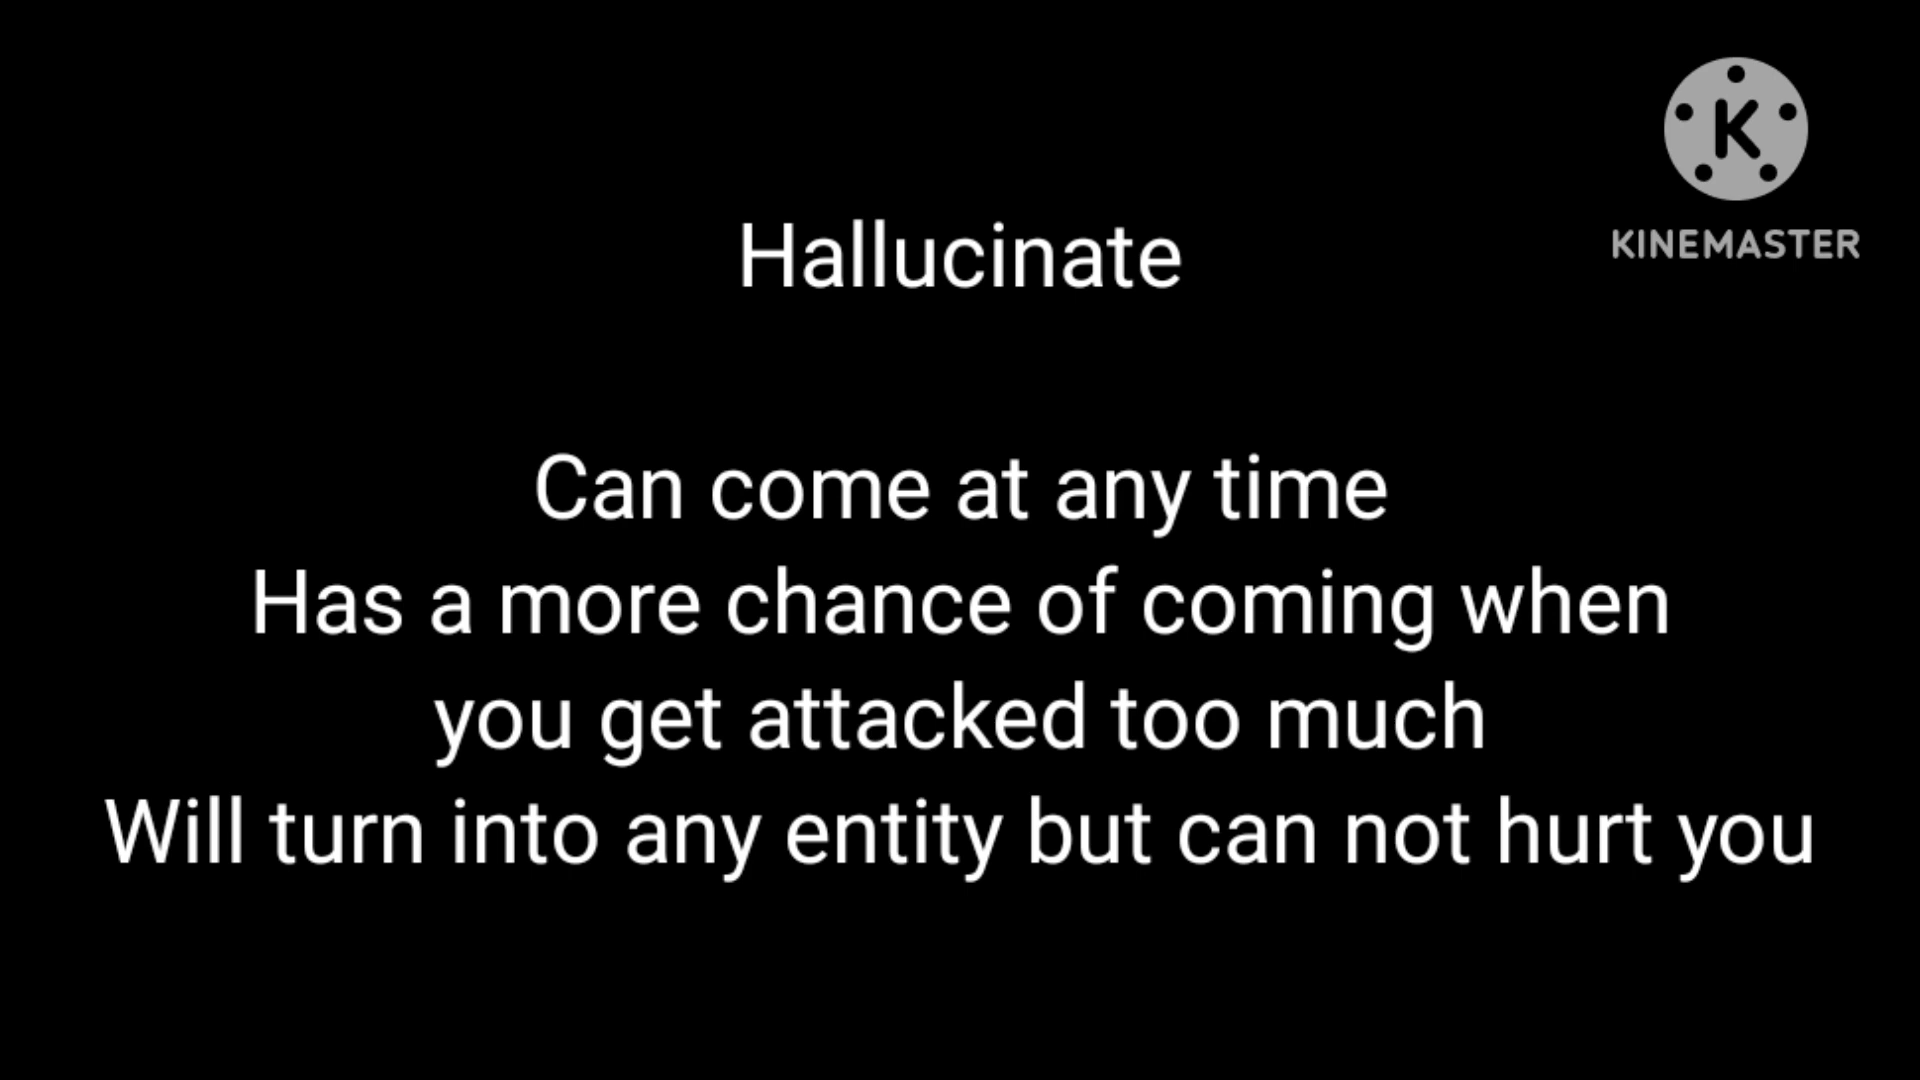 K
KINEMASTER
Hallucinate
Can come at any time
Has a more chance of coming when
you get attacked too much
Will turn into any entity but can not hurt you